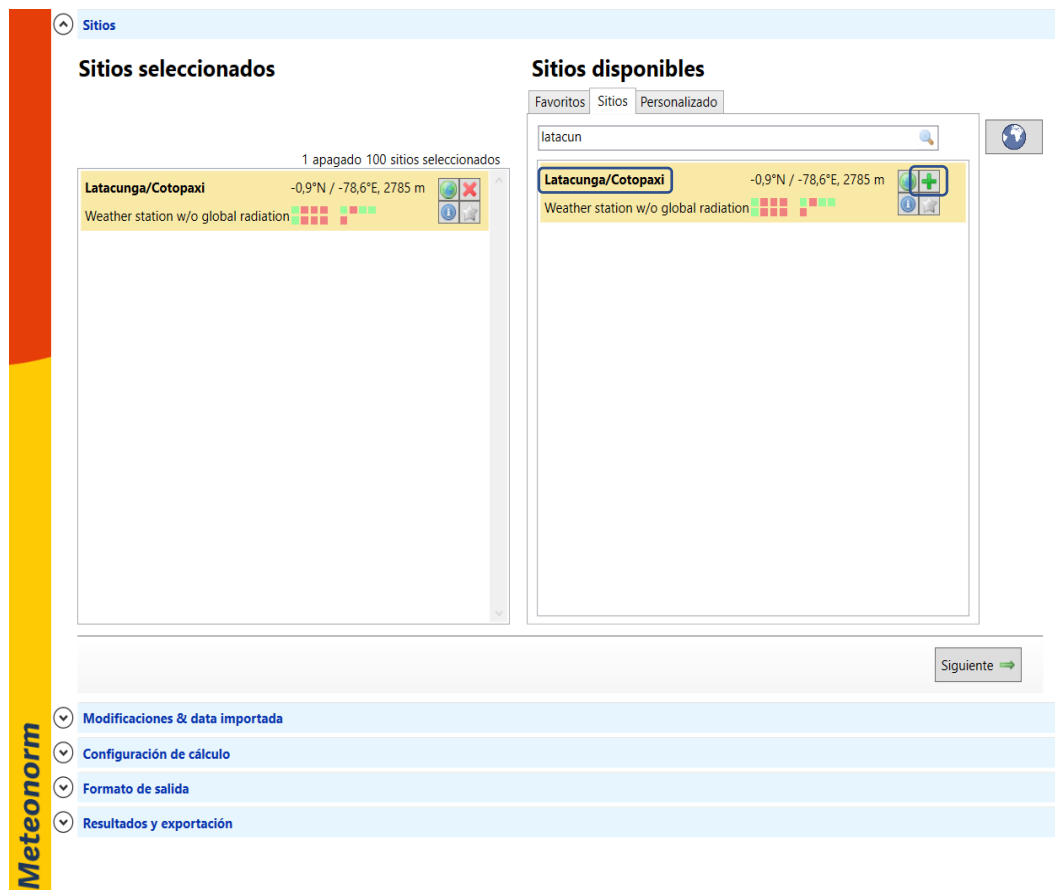 Sitios
Sitios seleccionados
1 apagado 100 sitios seleccionados
Latacunga/Cotopaxi -0,9°N / -78,6°E, 2785 m
Weather station w/o global radiation
Sitios disponibles
Favoritos Sitios Personalizado
latacun
Latacunga/Cotopaxi -0,9°N / -78,6°E, 2785 m
Weather station w/o global radiation
Siguiente
Modificaciones & data importada
Configuración de cálculo
Formato de salida
Resultados y exportación
Meteonorm